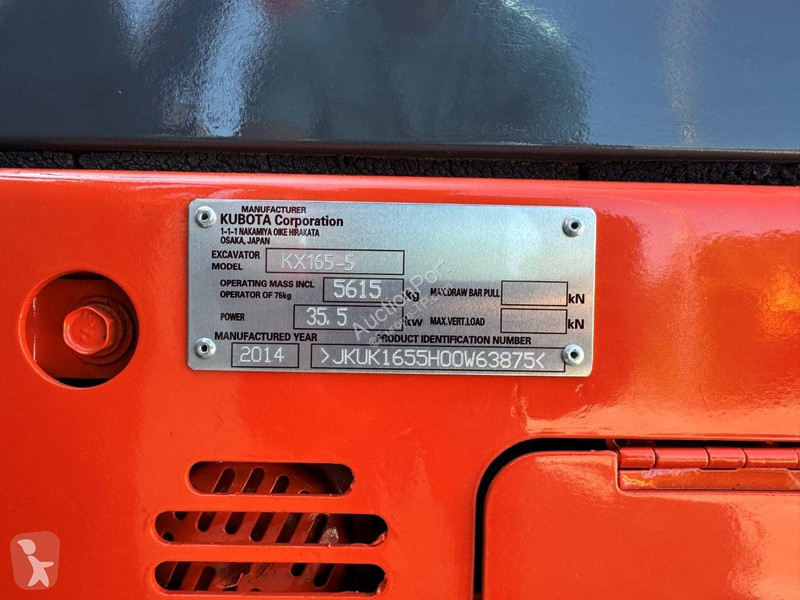 MANUFACTURER
KUBOTA Corporation
1-1-1 NAKAMIYA OIKE HIRAKATA
OSAKA, JAPAN
EXCAVATOR MODEL KX165-5
OPERATING MASS INCL OPERATOR OF 75kg 5615 kg MAX.DRAW BAR PULL kN
POWER 35.5 kw MAX.VERT.LOAD kN
MANUFACTURED YEAR PRODUCT IDENTIFICATION NUMBER
2014 >JKUK1655H00W63875<
AuctionPort